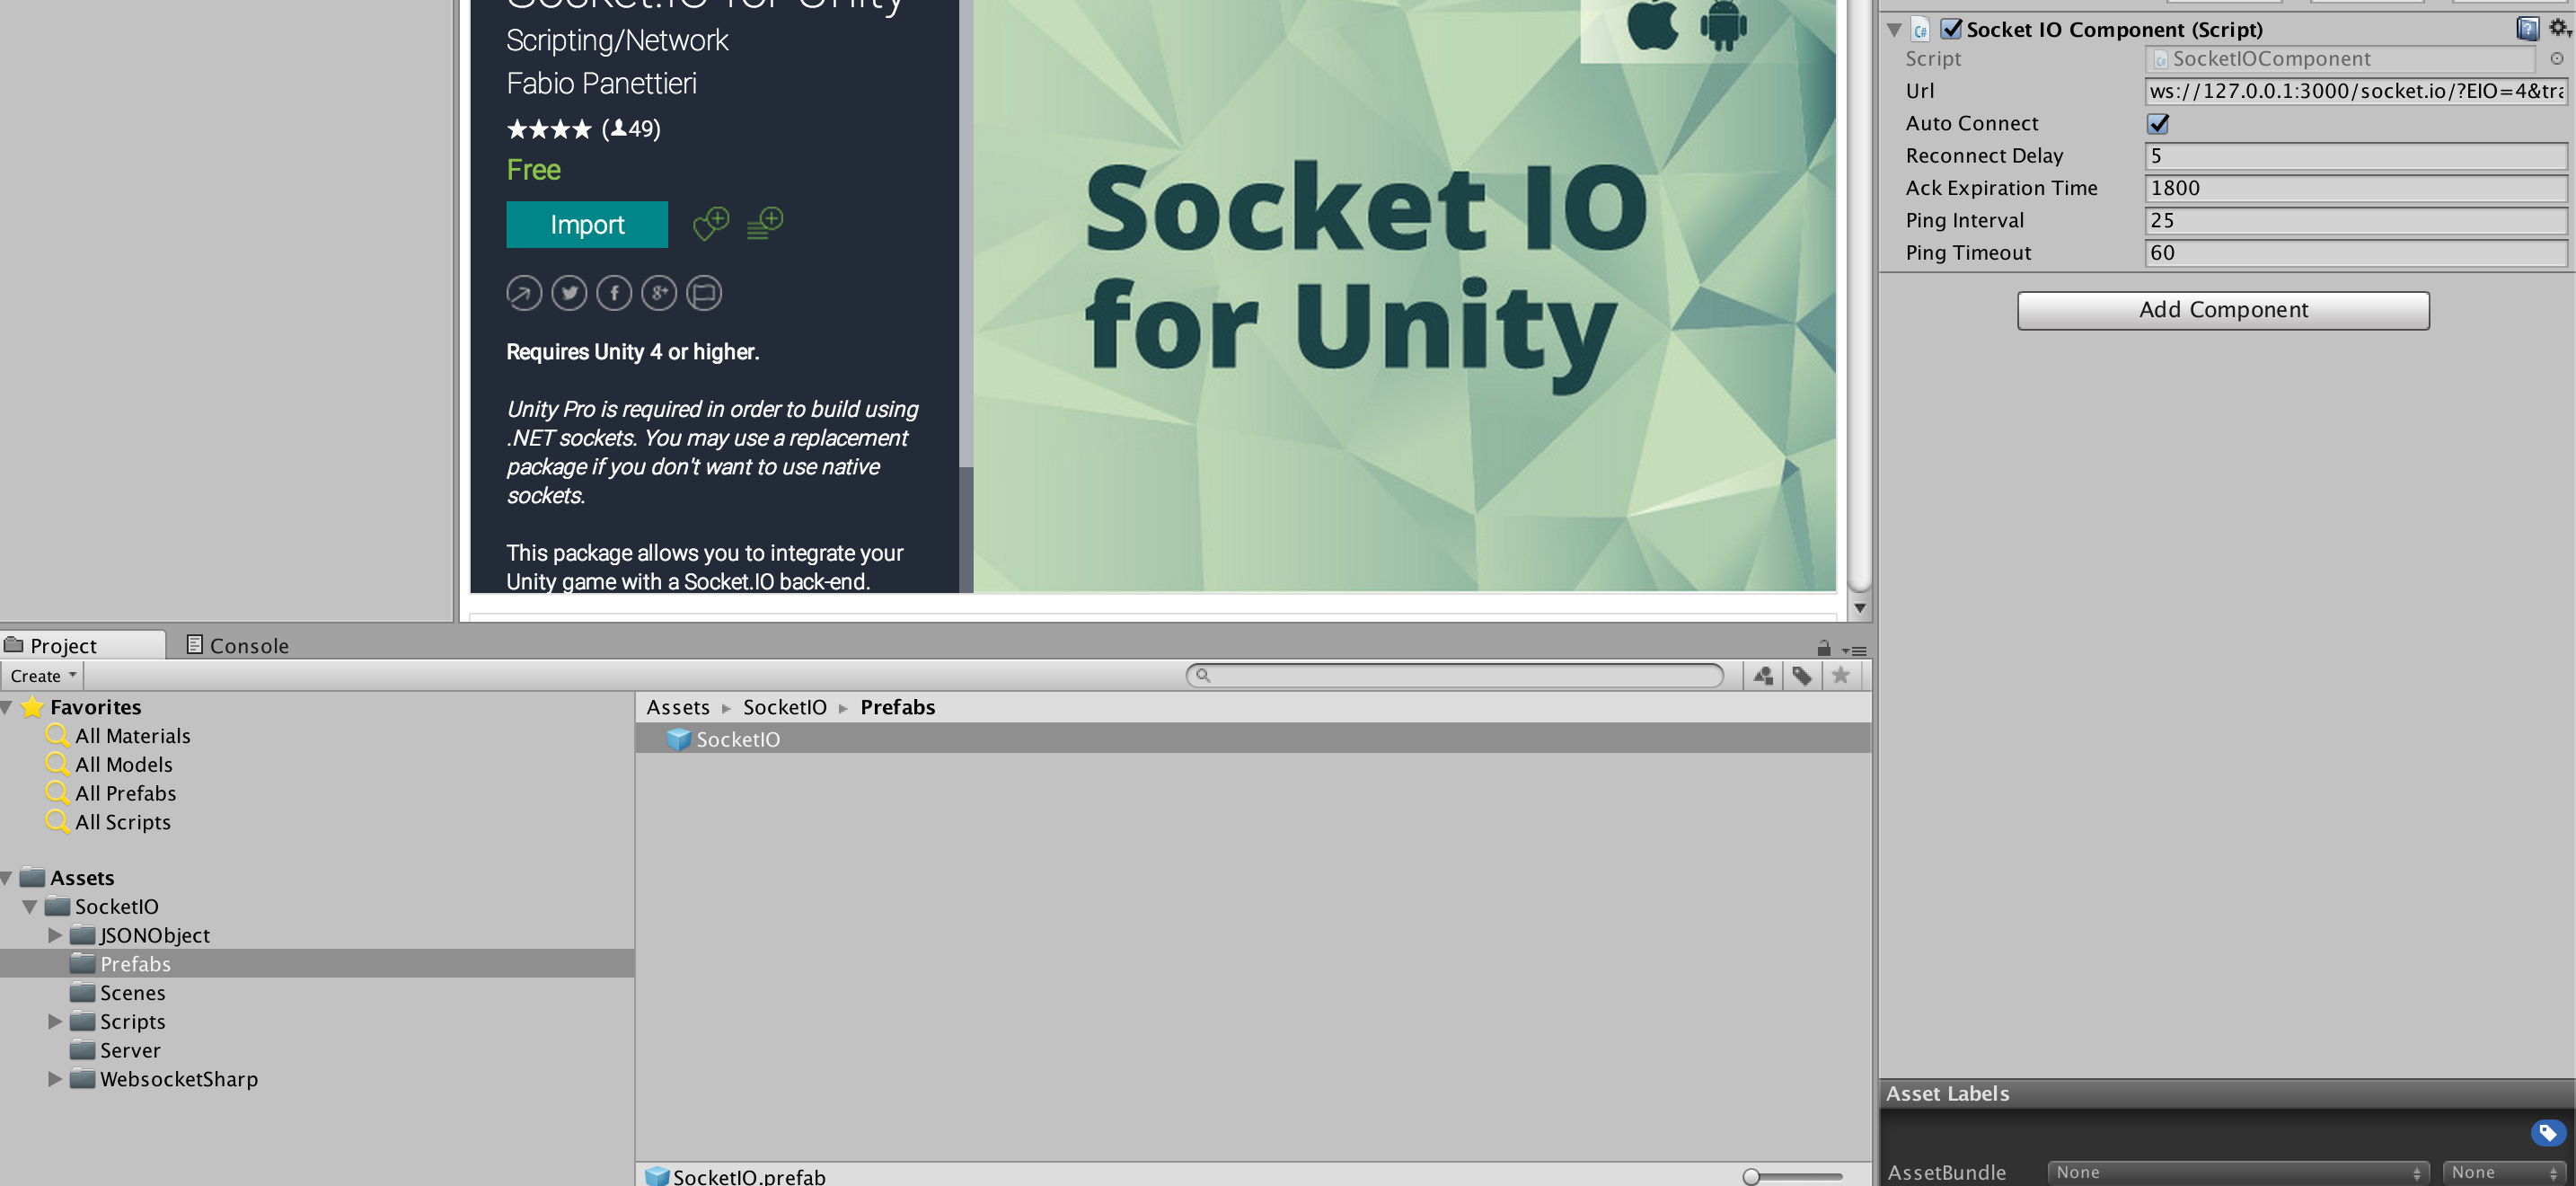 Socket.IO for Unity
Scripting/Network
Fabio Panettieri
★★★★ (49)
Free
Import
Requires Unity 4 or higher.
Unity Pro is required in order to build using
.NET sockets. You may use a replacement
package if you don't want to use native
sockets.
This package allows you to integrate your
Unity game with a Socket.IO back-end.
Socket IO
for Unity
Socket IO Component (Script)
Script SocketIOComponent
Url ws://127.0.0.1:3000/socket.io/?EIO=4&tra
Auto Connect
Reconnect Delay 5
Ack Expiration Time 1800
Ping Interval 25
Ping Timeout 60
Add Component
Project Console
Create
Favorites
All Materials
All Models
All Prefabs
All Scripts
Assets
SocketIO
JSONObject
Prefabs
Scenes
Scripts
Server
WebsocketSharp
Assets ▸ SocketIO ▸ Prefabs
SocketIO
SocketIO.prefab
Asset Labels
AssetBundle None None